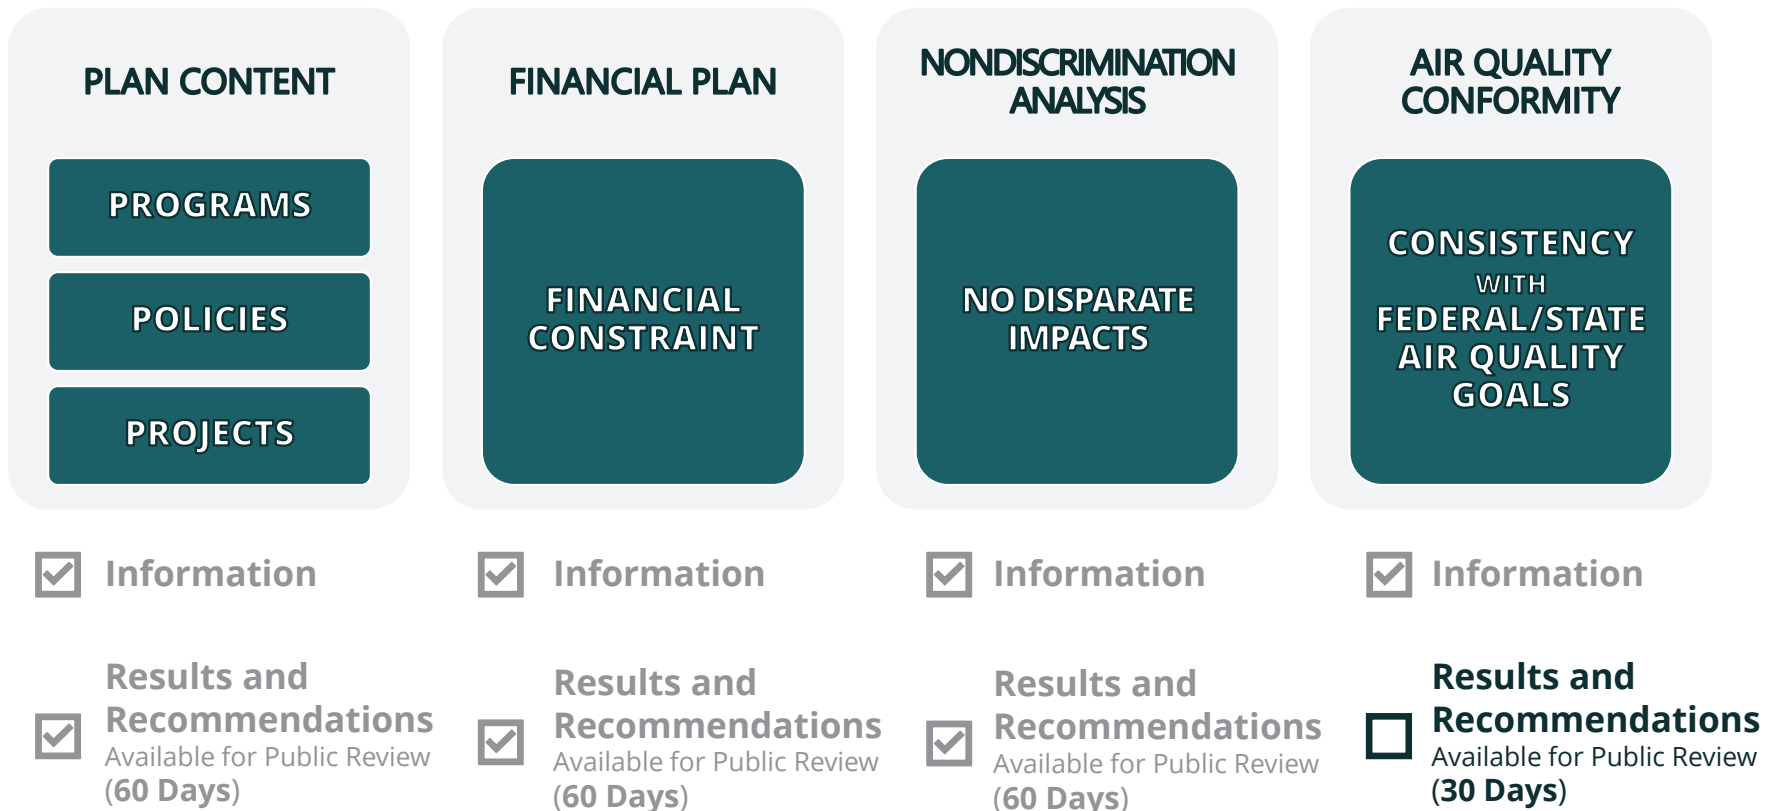 PLAN CONTENT
PROGRAMS
POLICIES
PROJECTS
Information
Results and
Recommendations
Available for Public Review
(60 Days)
FINANCIAL PLAN
FINANCIAL
CONSTRAINT
Information
Results and
Recommendations
Available for Public Review
(60 Days)
NONDISCRIMINATION
ANALYSIS
NO DISPARATE
IMPACTS
Information
Results and
Recommendations
Available for Public Review
(60 Days)
AIR QUALITY
CONFORMITY
CONSISTENCY
WITH
FEDERAL/STATE
AIR QUALITY
GOALS
Information
Results and
Recommendations
Available for Public Review
(30 Days)